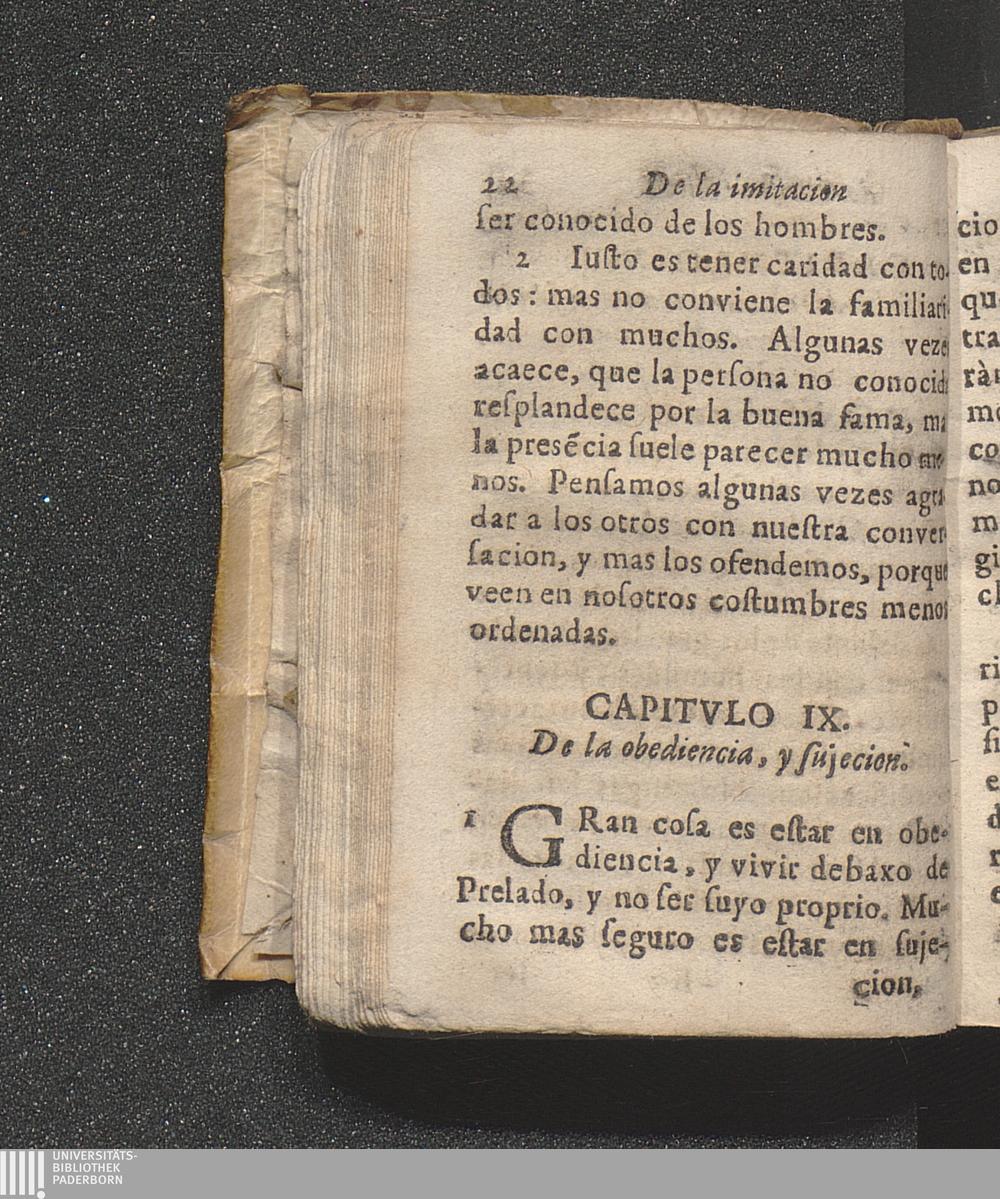 22 De la imitacion
ſer conocido de los hombres.
2 Iuſto es tener caridad con to-
dos: mas no conviene la familiari-
dad con muchos. Algunas vezes
acaece, que la perſona no conocida
reſplandece por la buena fama, mas
la preséciа ſuele parecer mucho me-
nos. Penſamos algunas vezes agra-
dar a los otros con nueſtra conver-
ſacion, y mas los ofendemos, porque
veen en noſotros coſtumbres menos
ordenadas.
CAPITVLO IX.
De la obediencia, y ſujecion.
1 GRan coſa es eſtar en obe-
diencia, y vivir debaxo de
Prelado, y no ſer ſuyo proprio. Mu-
cho mas ſeguro es eſtar en ſuje-
cion,
UNIVERSITÄTS-
BIBLIOTHEK
PADERBORN